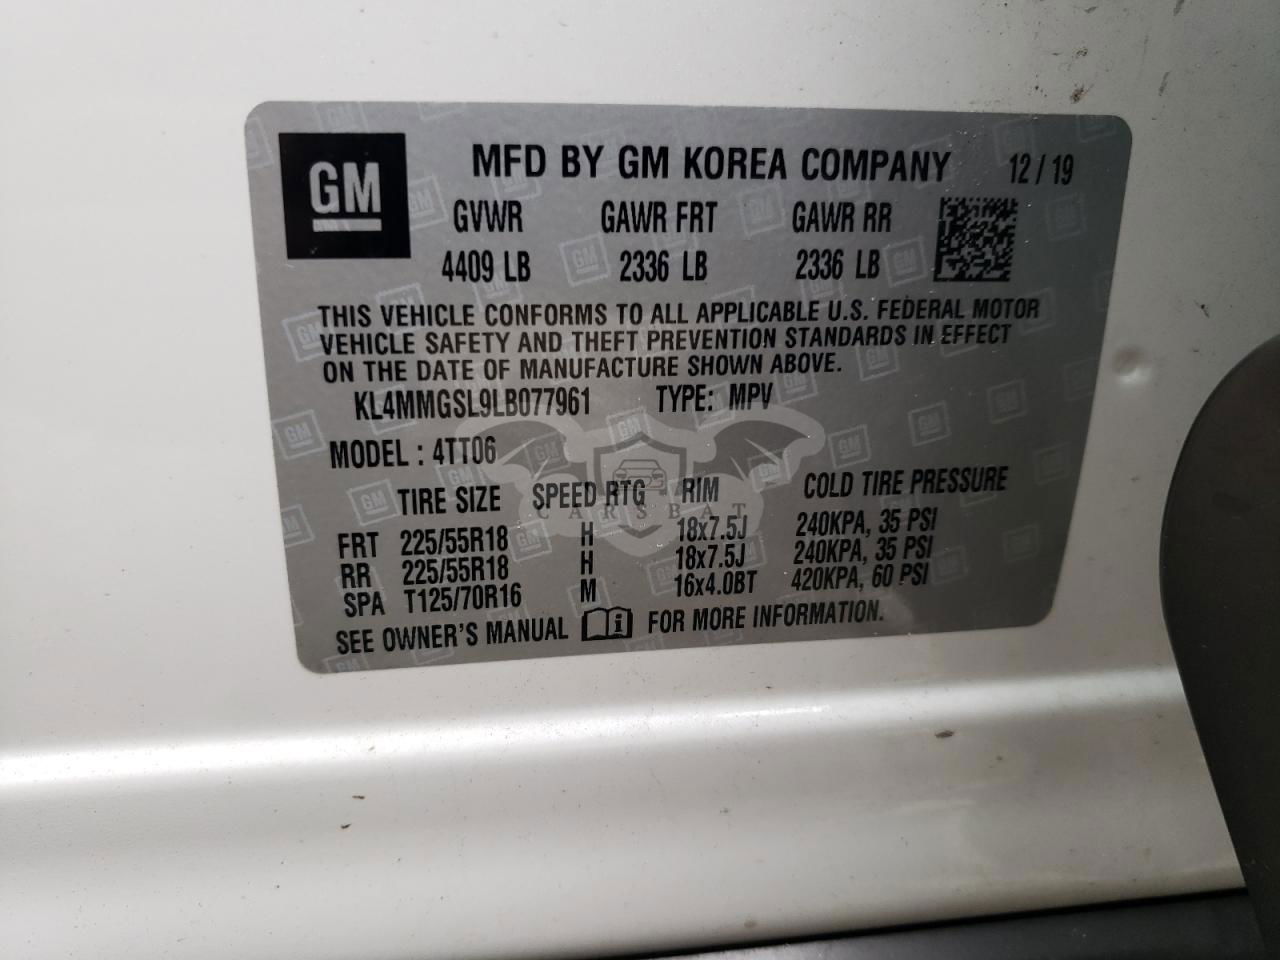 GM
MFD BY GM KOREA COMPANY 12 / 19
GVWR GAWR FRT GAWR RR
4409 LB 2336 LB 2336 LB
THIS VEHICLE CONFORMS TO ALL APPLICABLE U.S. FEDERAL MOTOR
VEHICLE SAFETY AND THEFT PREVENTION STANDARDS IN EFFECT
ON THE DATE OF MANUFACTURE SHOWN ABOVE.
KL4MMGSL9LB077961 TYPE: MPV
MODEL : 4TT06
TIRE SIZE SPEED RTG RIM COLD TIRE PRESSURE
CARSBAT
FRT 225/55R18 H 18x7.5J 240KPA, 35 PSI
RR 225/55R18 H 18x7.5J 240KPA, 35 PSI
SPA T125/70R16 M 16x4.0BT 420KPA, 60 PSI
SEE OWNER'S MANUAL i FOR MORE INFORMATION.